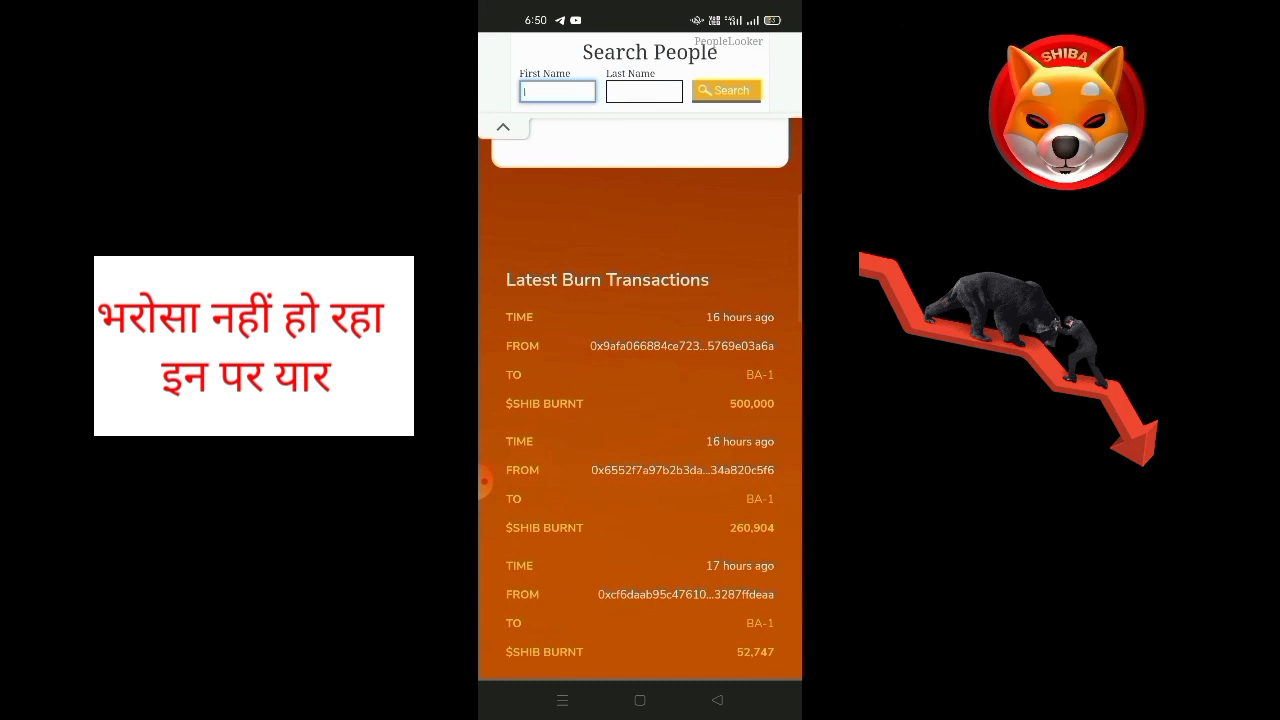 6:50
PeopleLooker
Search People
First Name
Last Name
Search
SHIBA
Latest Burn Transactions
TIME 16 hours ago
FROM 0x9afa066884ce723...5769e03a6a
TO BA-1
$SHIB BURNT 500,000
TIME 16 hours ago
FROM 0x6552f7a97b2b3da...34a820c5f6
TO BA-1
$SHIB BURNT 260,904
TIME 17 hours ago
FROM 0xcf6daab95c47610...3287ffdeaa
TO BA-1
$SHIB BURNT 52,747
भरोसा नहीं हो रहा
इन पर यार